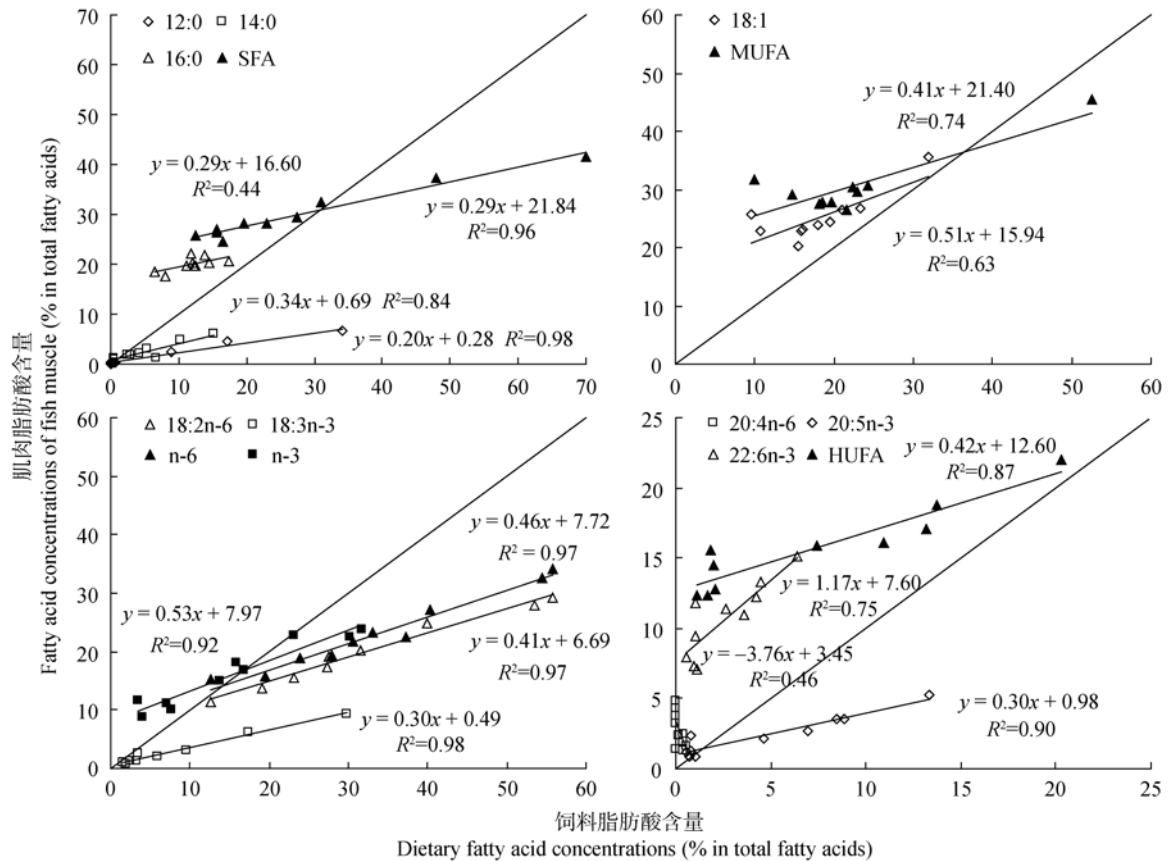 肌肉脂肪酸含量
Fatty acid concentrations of fish muscle (% in total fatty acids)
70
60
50
40
30
20
10
0
12:0
14:0
16:0
SFA
y = 0.29x + 16.60
R²=0.44
y = 0.29x + 21.84
R²=0.96
y = 0.34x + 0.69 R²=0.84
y = 0.20x + 0.28 R²=0.98
0 10 20 30 40 50 60 70
60
50
40
30
20
10
0
18:1
MUFA
y = 0.41x + 21.40
R²=0.74
y = 0.51x + 15.94
R²=0.63
0 10 20 30 40 50 60
60
50
40
30
20
10
0
18:2n-6
18:3n-3
n-6
n-3
y = 0.46x + 7.72
R² = 0.97
y = 0.53x + 7.97
R²=0.92
y = 0.41x + 6.69
R²=0.97
y = 0.30x + 0.49
R²=0.98
0 10 20 30 40 50 60
25
20
15
10
5
0
20:4n-6
20:5n-3
22:6n-3
HUFA
y = 0.42x + 12.60
R²=0.87
y = 1.17x + 7.60
R²=0.75
y = −3.76x + 3.45
R²=0.46
y = 0.30x + 0.98
R²=0.90
0 5 10 15 20 25
饲料脂肪酸含量
Dietary fatty acid concentrations (% in total fatty acids)